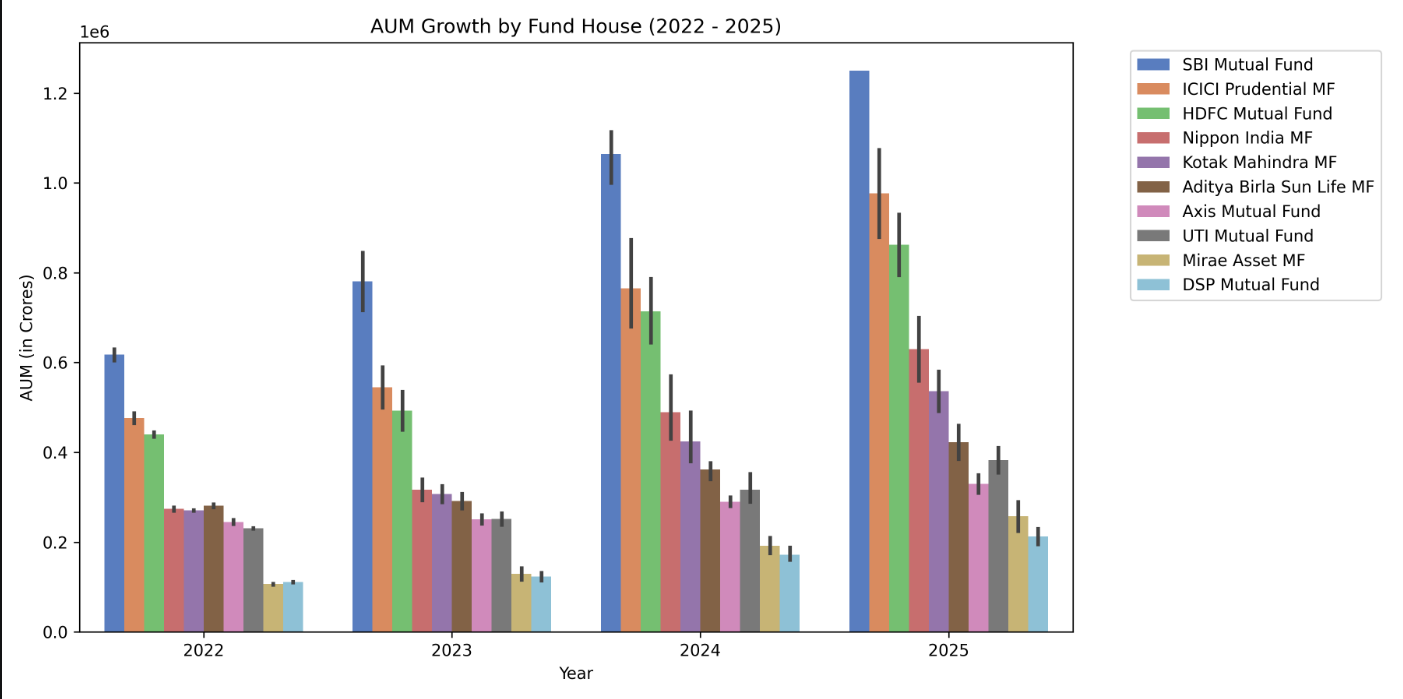 AUM Growth by Fund House (2022 - 2025)
1e6
1.2
1.0
0.8
0.6
0.4
0.2
0.0
AUM (in Crores)
2022 2023 2024 2025
Year
SBI Mutual Fund
ICICI Prudential MF
HDFC Mutual Fund
Nippon India MF
Kotak Mahindra MF
Aditya Birla Sun Life MF
Axis Mutual Fund
UTI Mutual Fund
Mirae Asset MF
DSP Mutual Fund